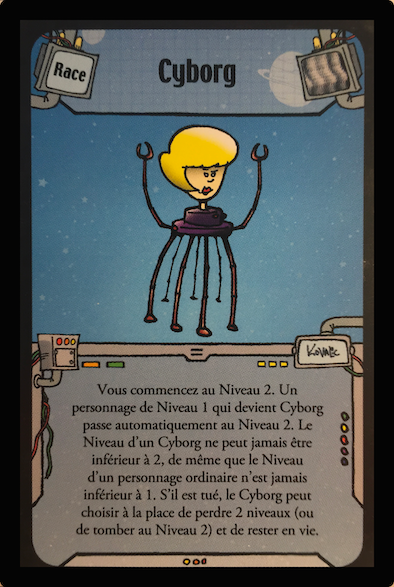 Race
Cyborg
KOVALIC
Vous commencez au Niveau 2. Un
personnage de Niveau 1 qui devient Cyborg
passe automatiquement au Niveau 2. Le
Niveau d'un Cyborg ne peut jamais être
inférieur à 2, de même que le Niveau
d'un personnage ordinaire n'est jamais
inférieur à 1. S'il est tué, le Cyborg peut
choisir à la place de perdre 2 niveaux (ou
de tomber au Niveau 2) et de rester en vie.